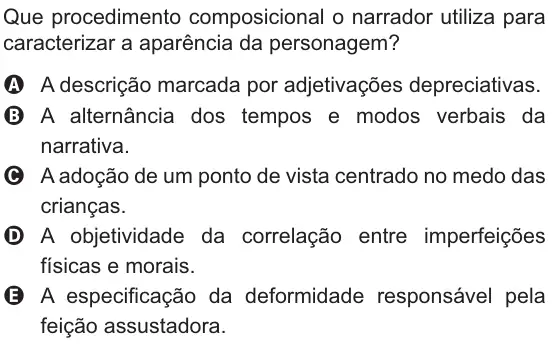 Que procedimento composicional o narrador utiliza para
caracterizar a aparência da personagem?
A A descrição marcada por adjetivações depreciativas.
B A alternância dos tempos e modos verbais da
narrativa.
C A adoção de um ponto de vista centrado no medo das
crianças.
D A objetividade da correlação entre imperfeições
físicas e morais.
E A especificação da deformidade responsável pela
feição assustadora.